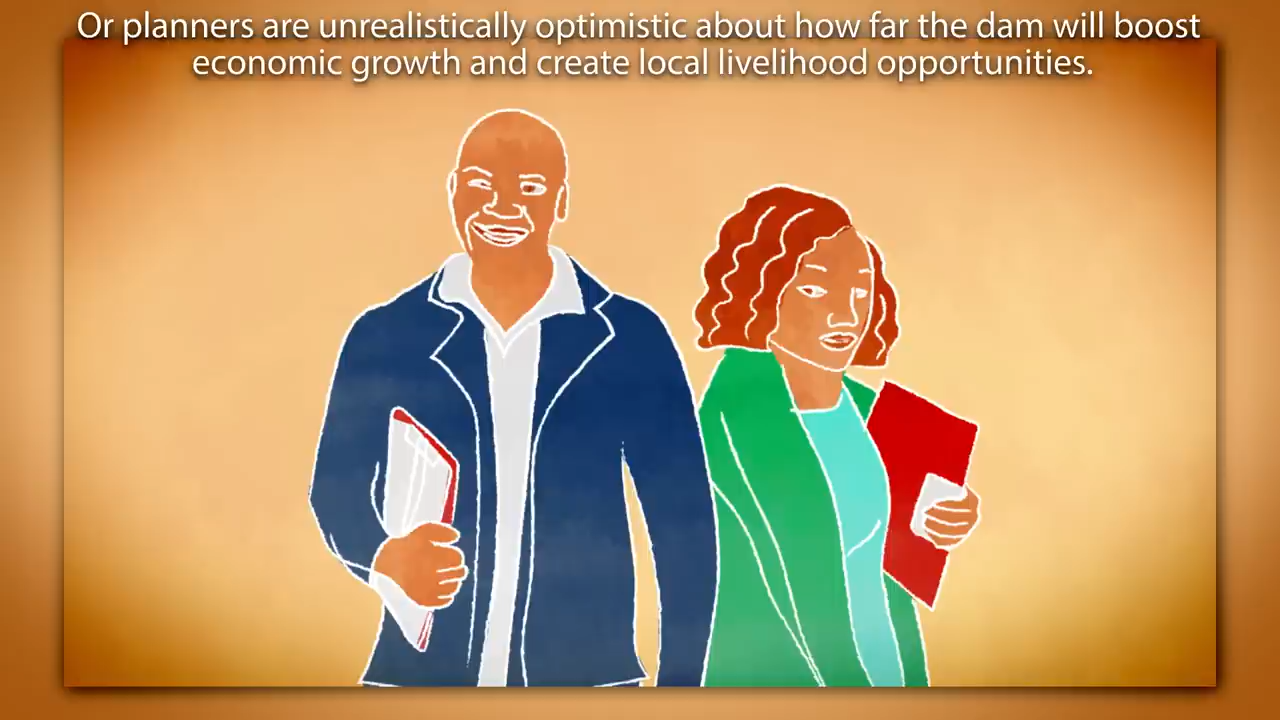 Or planners are unrealistically optimistic about how far the dam will boost
economic growth and create local livelihood opportunities.